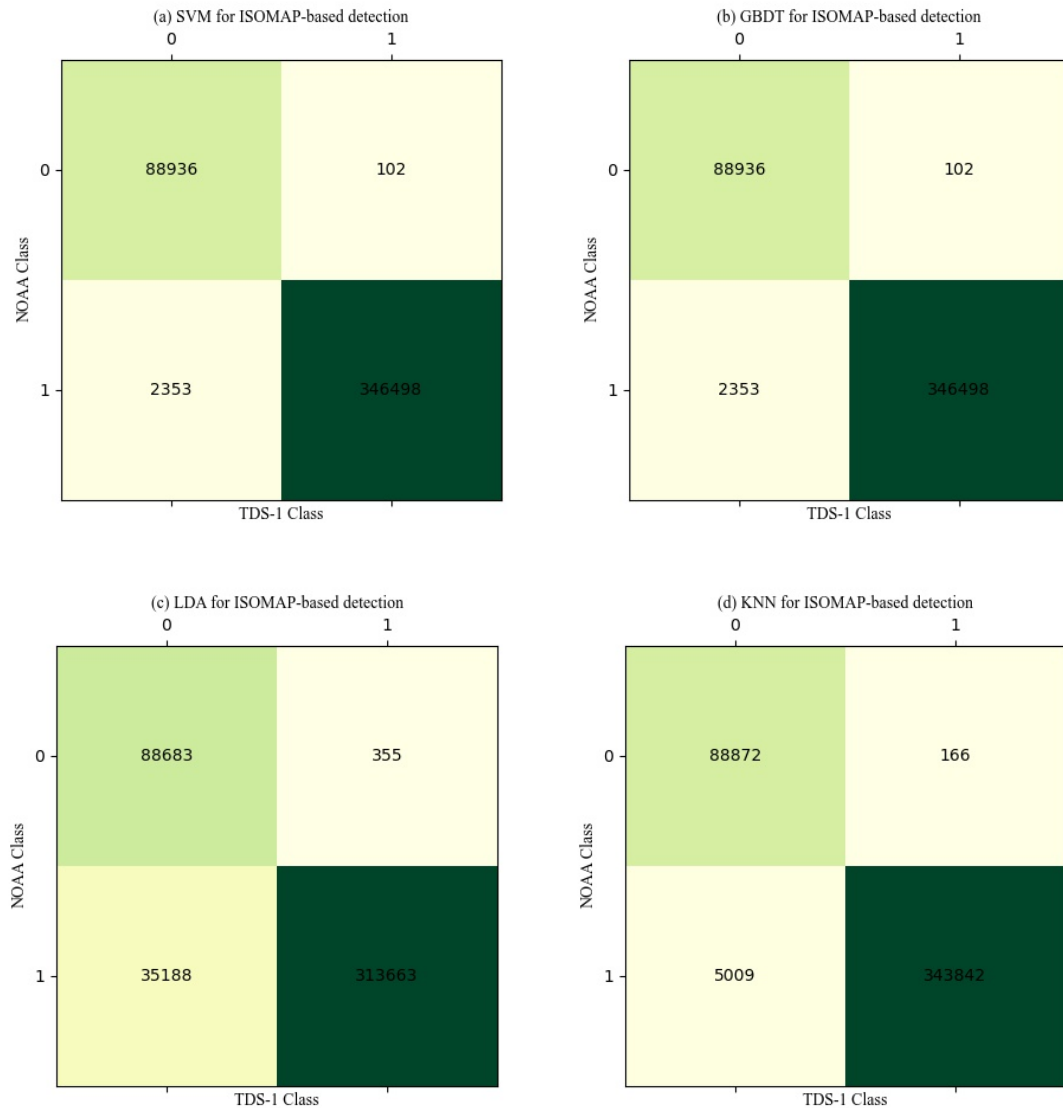 (a) SVM for ISOMAP-based detection
0 1
0 88936 102
NOAA Class
1 2353 346498
TDS-1 Class
(b) GBDT for ISOMAP-based detection
0 1
0 88936 102
NOAA Class
1 2353 346498
TDS-1 Class
(c) LDA for ISOMAP-based detection
0 1
0 88683 355
NOAA Class
1 35188 313663
TDS-1 Class
(d) KNN for ISOMAP-based detection
0 1
0 88872 166
NOAA Class
1 5009 343842
TDS-1 Class